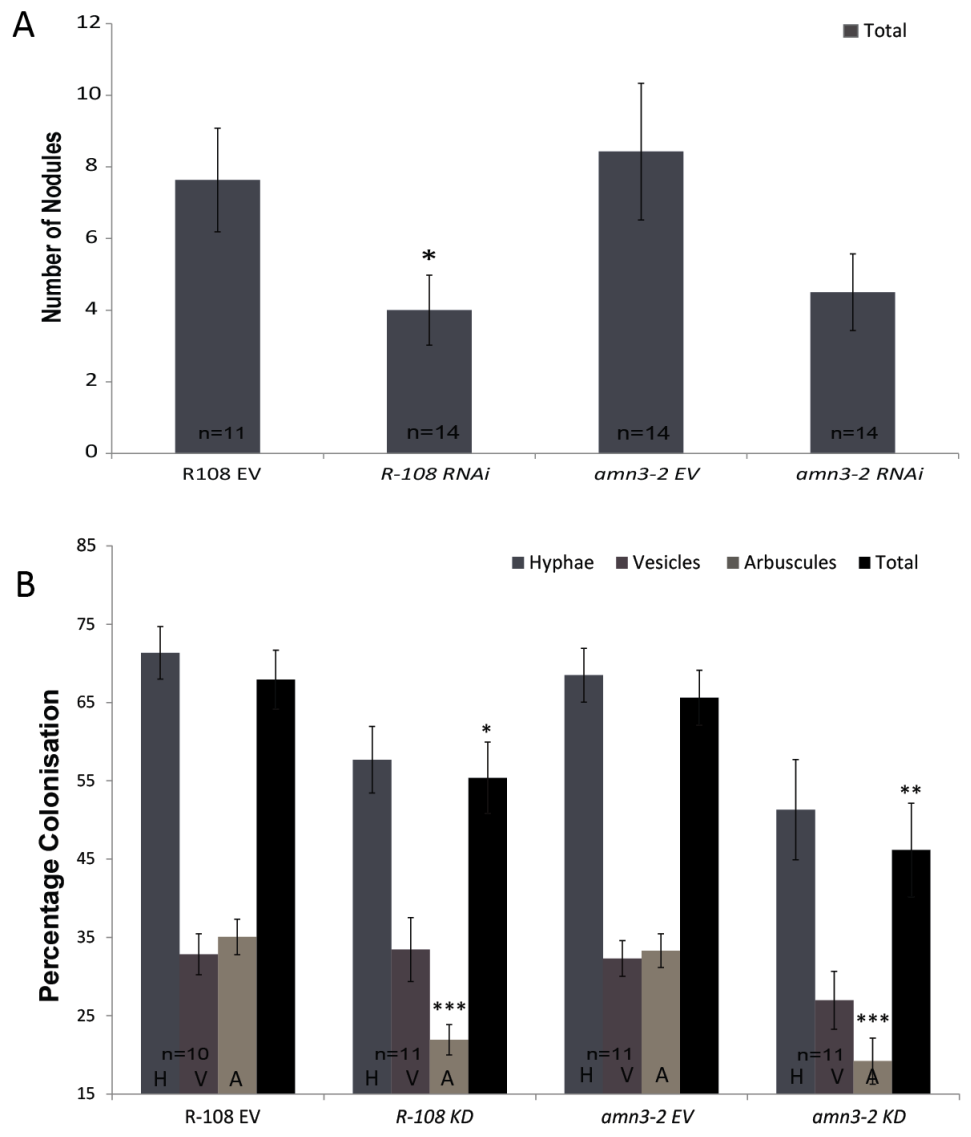 A
12
Total
10
8
6
*
4
2
0
Number of Nodules
n=11
n=14
n=14
n=14
R108 EV
R-108 RNAi
amn3-2 EV
amn3-2 RNAi
B
85
Hyphae Vesicles Arbuscules Total
75
65
55
45
35
25
15
Percentage Colonisation
*
**
***
***
n=10
n=11
n=11
n=11
H V A
H V A
H V A
H V A
R-108 EV
R-108 KD
amn3-2 EV
amn3-2 KD